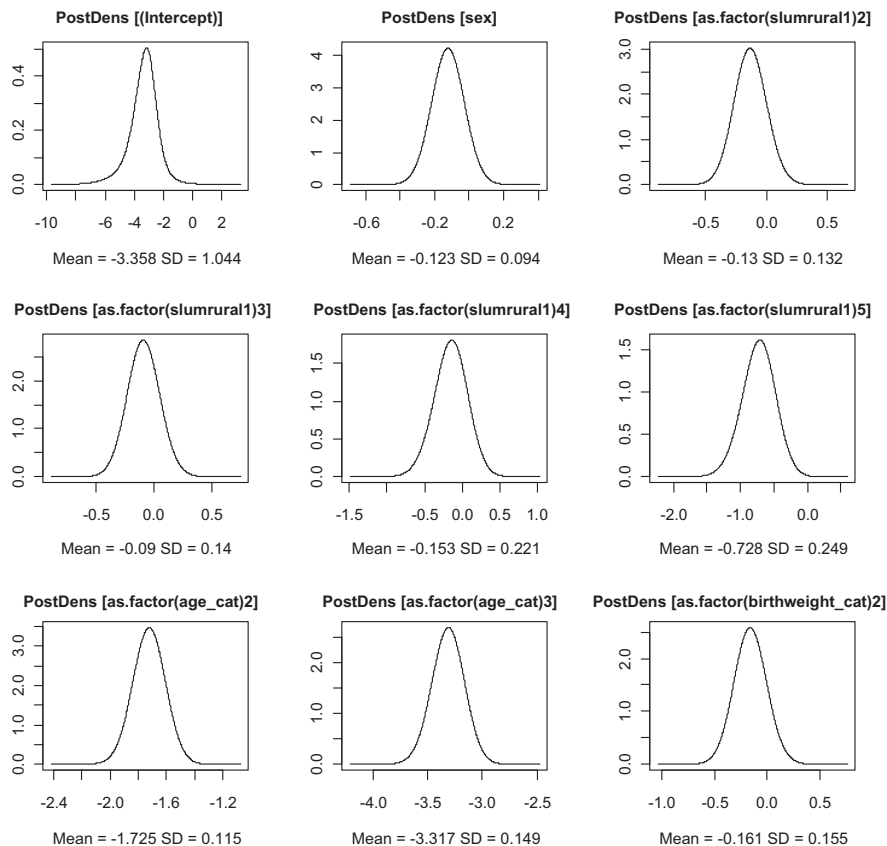 PostDens [(Intercept)]
0.0 0.2 0.4
-10 -6 -4 -2 0 2
Mean = -3.358 SD = 1.044
PostDens [sex]
0 1 2 3 4
-0.6 -0.2 0.2
Mean = -0.123 SD = 0.094
PostDens [as.factor(slumrural1)2]
0.0 1.0 2.0 3.0
-0.5 0.0 0.5
Mean = -0.13 SD = 0.132
PostDens [as.factor(slumrural1)3]
0.0 1.0 2.0
-0.5 0.0 0.5
Mean = -0.09 SD = 0.14
PostDens [as.factor(slumrural1)4]
0.0 0.5 1.0 1.5
-1.5 -0.5 0.0 0.5 1.0
Mean = -0.153 SD = 0.221
PostDens [as.factor(slumrural1)5]
0.0 0.5 1.0 1.5
-2.0 -1.0 0.0
Mean = -0.728 SD = 0.249
PostDens [as.factor(age_cat)2]
0.0 1.0 2.0 3.0
-2.4 -2.0 -1.6 -1.2
Mean = -1.725 SD = 0.115
PostDens [as.factor(age_cat)3]
0.0 1.0 2.0
-4.0 -3.5 -3.0 -2.5
Mean = -3.317 SD = 0.149
PostDens [as.factor(birthweight_cat)2]
0.0 1.0 2.0
-1.0 -0.5 0.0 0.5
Mean = -0.161 SD = 0.155